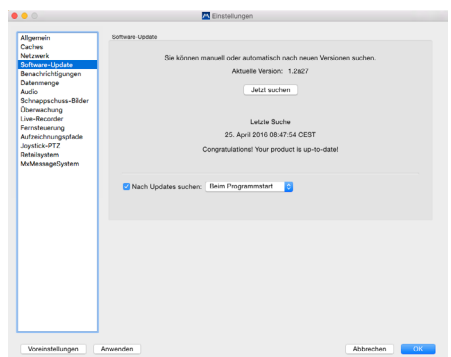 Einstellungen
Allgemein
Caches
Netzwerk
Software-Update
Benachrichtigungen
Datenmenge
Audio
Schnappschuss-Bilder
Überwachung
Live-Recorder
Fernsteuerung
Aufzeichnungspfade
Joystick-PTZ
Retailsystem
MxMessageSystem
Software-Update
Sie können manuell oder automatisch nach neuen Versionen suchen.
Aktuelle Version: 1.2a27
Jetzt suchen
Letzte Suche
25. April 2016 08:47:54 CEST
Congratulations! Your product is up-to-date!
Nach Updates suchen: Beim Programmstart
Voreinstellungen Anwenden Abbrechen OK